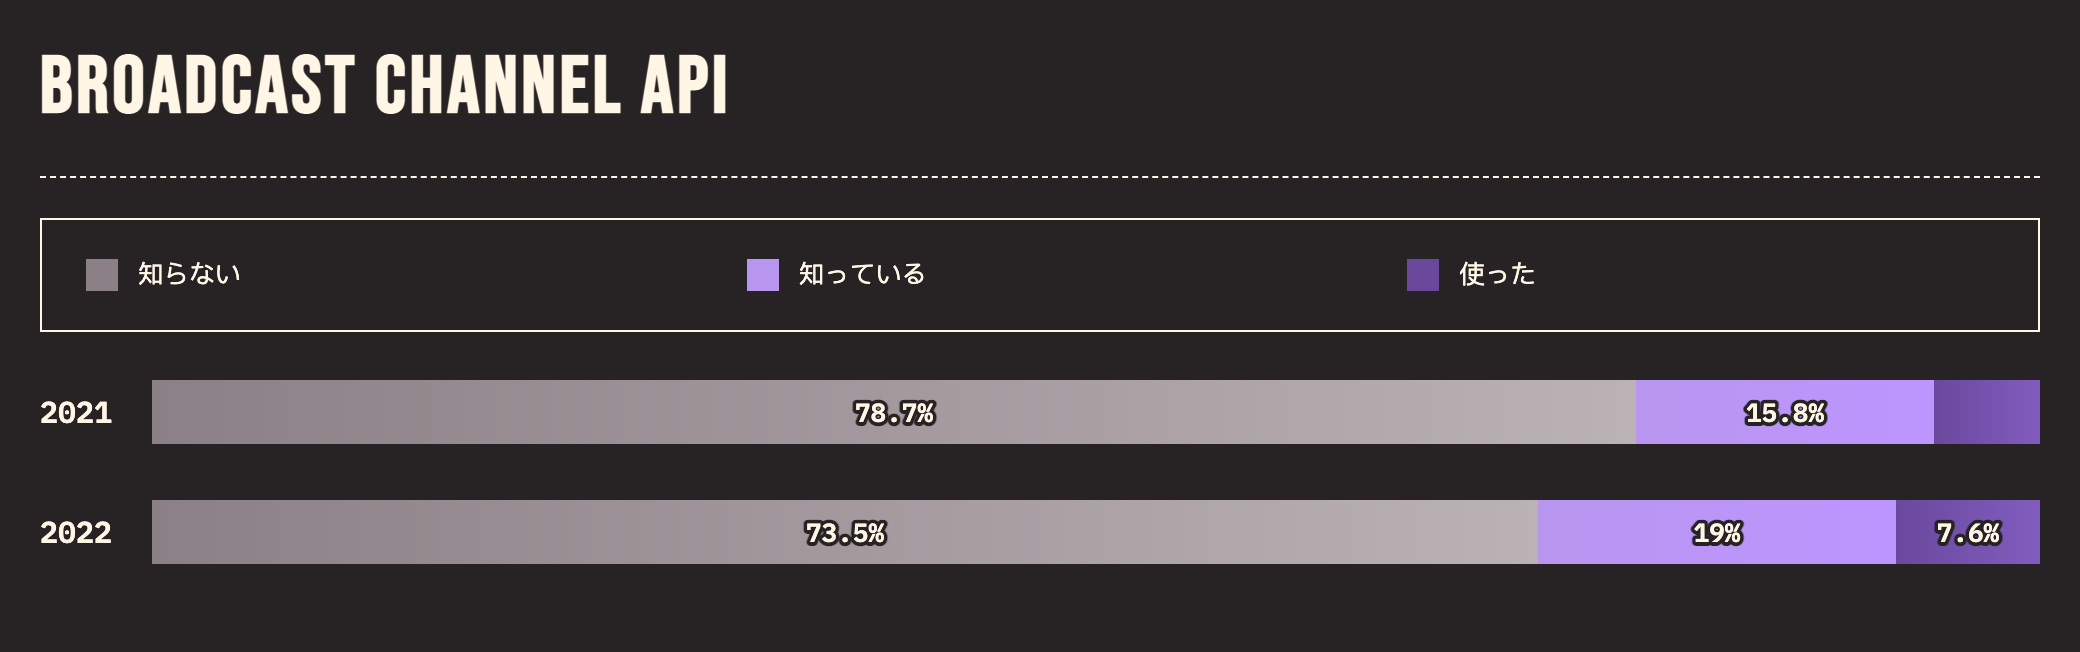 BROADCAST CHANNEL API
知らない 知っている 使った
2021 78.7% 15.8%
2022 73.5% 19% 7.6%